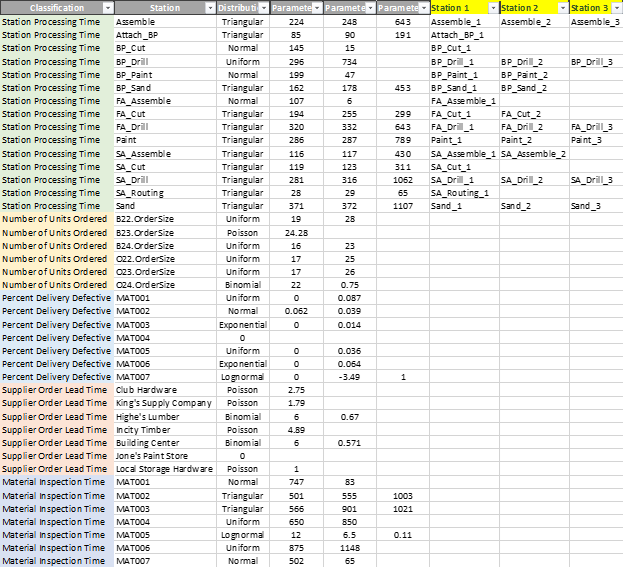 Classification Station Distributi Paramete Paramete Paramete Station 1 Station 2 Station 3
Station Processing Time Assemble Triangular 224 248 643 Assemble_1 Assemble_2 Assemble_3
Station Processing Time Attach_BP Triangular 85 90 191 Attach_BP_1
Station Processing Time BP_Cut Normal 145 15 BP_Cut_1
Station Processing Time BP_Drill Uniform 296 734 BP_Drill_1 BP_Drill_2 BP_Drill_3
Station Processing Time BP_Paint Normal 199 47 BP_Paint_1 BP_Paint_2
Station Processing Time BP_Sand Triangular 162 178 453 BP_Sand_1 BP_Sand_2
Station Processing Time FA_Assemble Normal 107 6 FA_Assemble_1
Station Processing Time FA_Cut Triangular 194 255 299 FA_Cut_1 FA_Cut_2
Station Processing Time FA_Drill Triangular 320 332 643 FA_Drill_1 FA_Drill_2 FA_Drill_3
Station Processing Time Paint Triangular 286 287 789 Paint_1 Paint_2 Paint_3
Station Processing Time SA_Assemble Triangular 116 117 430 SA_Assemble_1 SA_Assemble_2
Station Processing Time SA_Cut Triangular 119 123 311 SA_Cut_1
Station Processing Time SA_Drill Triangular 281 316 1062 SA_Drill_1 SA_Drill_2 SA_Drill_3
Station Processing Time SA_Routing Triangular 28 29 65 SA_Routing_1
Station Processing Time Sand Triangular 371 372 1107 Sand_1 Sand_2 Sand_3
Number of Units Ordered B22.OrderSize Uniform 19 28
Number of Units Ordered B23.OrderSize Poisson 24.28
Number of Units Ordered B24.OrderSize Uniform 16 23
Number of Units Ordered O22.OrderSize Uniform 17 25
Number of Units Ordered O23.OrderSize Uniform 17 26
Number of Units Ordered O24.OrderSize Binomial 22 0.75
Percent Delivery Defective MAT001 Uniform 0 0.087
Percent Delivery Defective MAT002 Normal 0.062 0.039
Percent Delivery Defective MAT003 Exponential 0 0.014
Percent Delivery Defective MAT004 0
Percent Delivery Defective MAT005 Uniform 0 0.036
Percent Delivery Defective MAT006 Exponential 0 0.064
Percent Delivery Defective MAT007 Lognormal 0 -3.49 1
Supplier Order Lead Time Club Hardware Poisson 2.75
Supplier Order Lead Time King's Supply Company Poisson 1.79
Supplier Order Lead Time Highe's Lumber Binomial 6 0.67
Supplier Order Lead Time Incity Timber Poisson 4.89
Supplier Order Lead Time Building Center Binomial 6 0.571
Supplier Order Lead Time Jone's Paint Store 0
Supplier Order Lead Time Local Storage Hardware Poisson 1
Material Inspection Time MAT001 Normal 747 83
Material Inspection Time MAT002 Triangular 501 555 1003
Material Inspection Time MAT003 Triangular 566 901 1021
Material Inspection Time MAT004 Uniform 650 850
Material Inspection Time MAT005 Lognormal 12 6.5 0.11
Material Inspection Time MAT006 Uniform 875 1148
Material Inspection Time MAT007 Normal 502 65